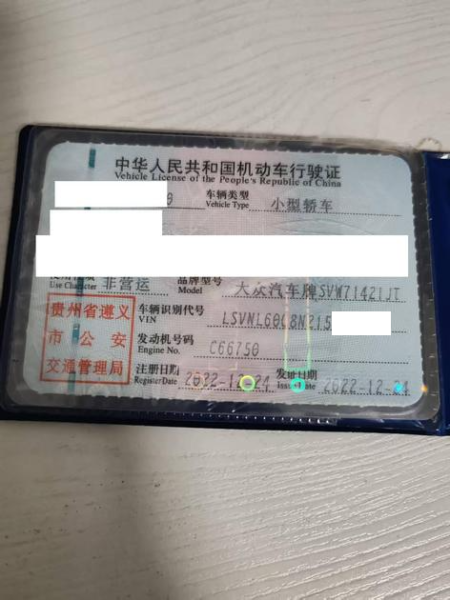 中华人民共和国机动车行驶证
Vehicle License of the People's Republic of China
车辆类型
Vehicle Type
小型轿车
Use Character
非营运
品牌型号
Model
大众汽车牌SVW71421JT
贵州省遵义
市公安
交通管理局
车辆识别代号
VIN
LSVNL60C8N215
发动机号码
Engine No.
C66750
注册日期
Register Date
2022-12-24
发证日期
Issue Date
2022-12-24